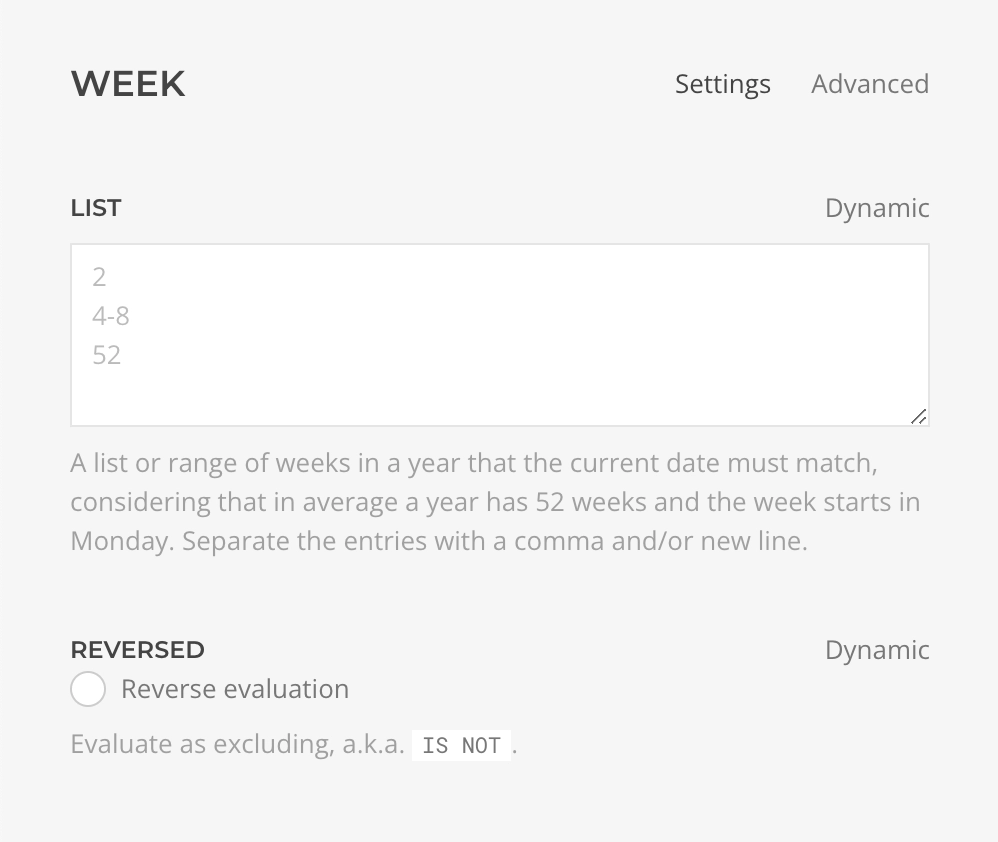 WEEK
Settings Advanced
LIST
Dynamic
2
4-8
52
A list or range of weeks in a year that the current date must match,
considering that in average a year has 52 weeks and the week starts in
Monday. Separate the entries with a comma and/or new line.
REVERSED
Dynamic
Reverse evaluation
Evaluate as excluding, a.k.a. IS NOT.